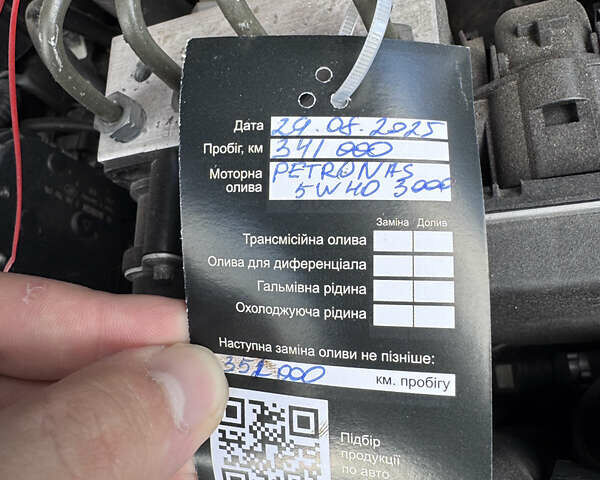 Дата 29.08.2025
Пробіг, км 341 000
Моторна олива PETRONAS 5W40 3000
Заміна Долив
Трансмісійна олива
Олива для диференціала
Гальмівна рідина
Охолоджуюча рідина
Наступна заміна оливи не пізніше:
351 000 км. пробігу
Підбір
продукції
по авто